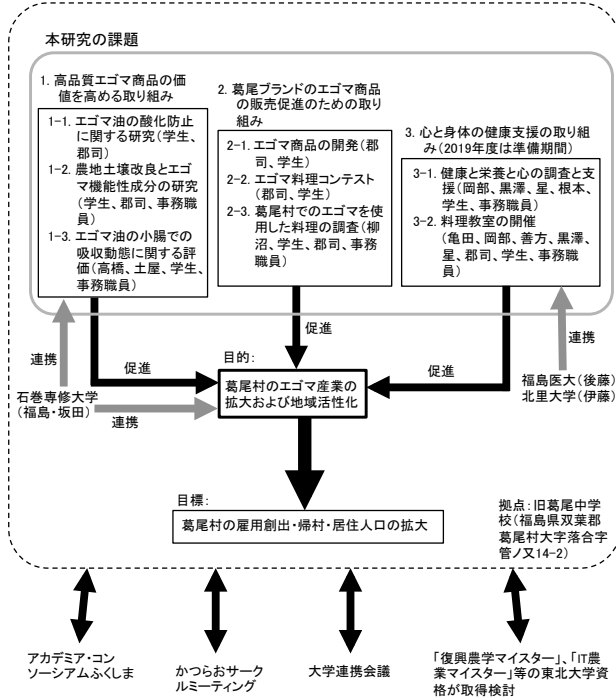 本研究の課題
1. 高品質エゴマ商品の価
値を高める取り組み
1-1. エゴマ油の酸化防止
に関する研究(学生、
郡司)
1-2. 農地土壌改良とエゴ
マ機能性成分の研究
(学生、郡司、事務職
員)
1-3. エゴマ油の小腸での
吸収動態に関する評
価(高橋、土屋、学生、
事務職員)
2. 葛尾ブランドのエゴマ商品
の販売促進のための取り
組み
2-1. エゴマ商品の開発(郡
司、学生)
2-2. エゴマ料理コンテスト
(郡司、学生)
2-3. 葛尾村でのエゴマを使
用した料理の調査(柳
沼、学生、郡司、事務
職員)
3. 心と身体の健康支援の取り組
み(2019年度は準備期間)
3-1. 健康と栄養と心の調査と支
援(岡部、黒澤、星、根本、
学生、事務職員)
3-2. 料理教室の開催
(亀田、岡部、善方、黒澤、
星、郡司、学生、事務職
員)
連携
促進
促進
促進
連携
石巻専修大学
(福島・坂田)
連携
目的:
葛尾村のエゴマ産業の
拡大および地域活性化
福島医大(後藤)
北里大学(伊藤)
目標:
葛尾村の雇用創出・帰村・居住人口の拡大
拠点:旧葛尾中学
校(福島県双葉郡
葛尾村大字落合字
菅ノ又14-2)
アカデミア・コン
ソーシアムふくしま
かつらおサーク
ルミーティング
大学連携会議
「復興農学マイスター」、「IT農
業マイスター」等の東北大学資
格が取得検討